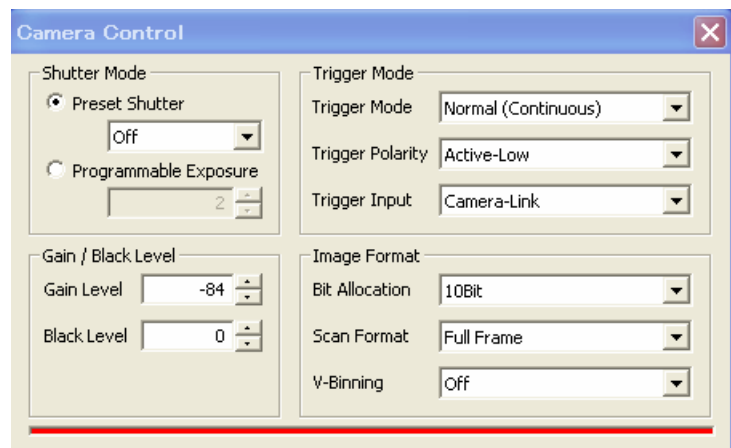 Camera Control
Shutter Mode
Preset Shutter
Off
Programmable Exposure
2
Trigger Mode
Trigger Mode Normal (Continuous)
Trigger Polarity Active-Low
Trigger Input Camera-Link
Gain / Black Level
Gain Level -84
Black Level 0
Image Format
Bit Allocation 10Bit
Scan Format Full Frame
V-Binning Off